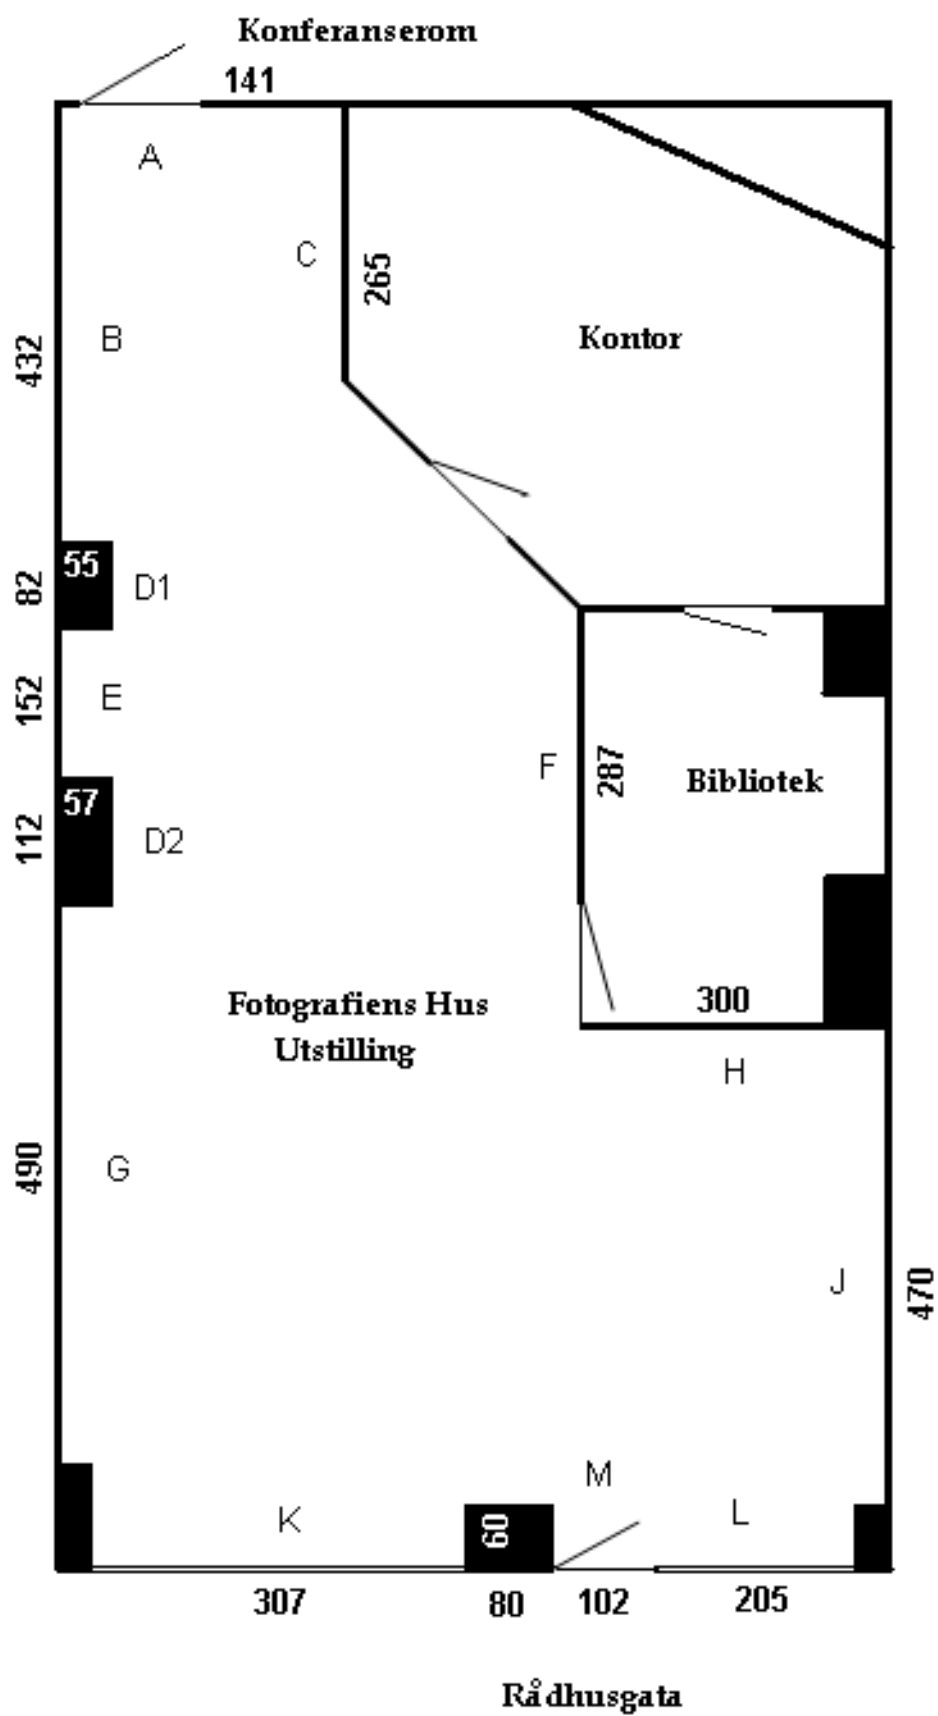 Konferanserom
141
A
C
265
B
432
Kontor
55
82
D1
152
E
F
287
Bibliotek
57
112
D2
300
Fotografiens Hus
Utstilling
H
490
G
J
470
M
K
60
L
307
80
102
205
Rådhusgata